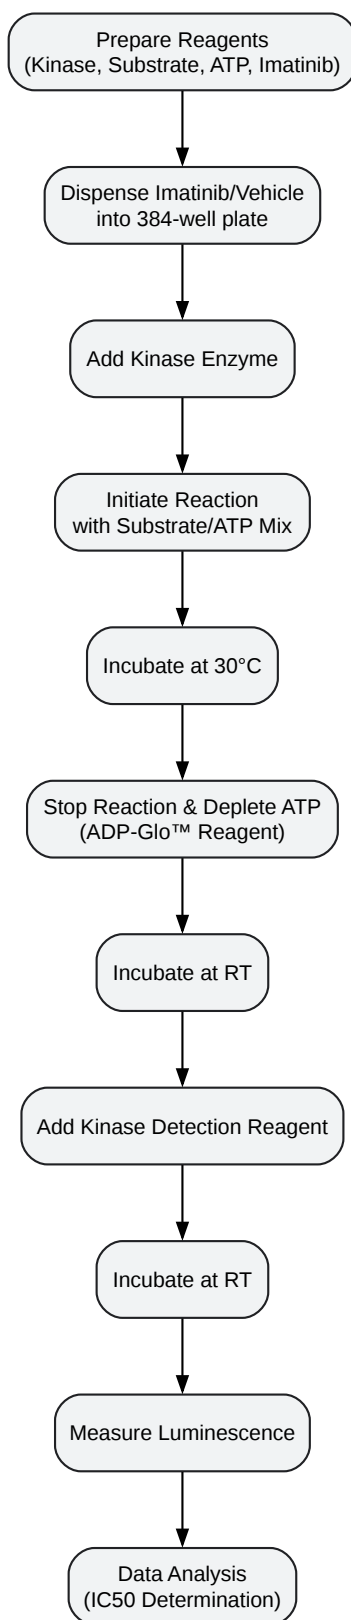 Prepare Reagents
(Kinase, Substrate, ATP, Imatinib)
Dispense Imatinib/Vehicle
into 384-well plate
Add Kinase Enzyme
Initiate Reaction
with Substrate/ATP Mix
Incubate at 30°C
Stop Reaction & Deplete ATP
(ADP-Glo™ Reagent)
Incubate at RT
Add Kinase Detection Reagent
Incubate at RT
Measure Luminescence
Data Analysis
(IC50 Determination)